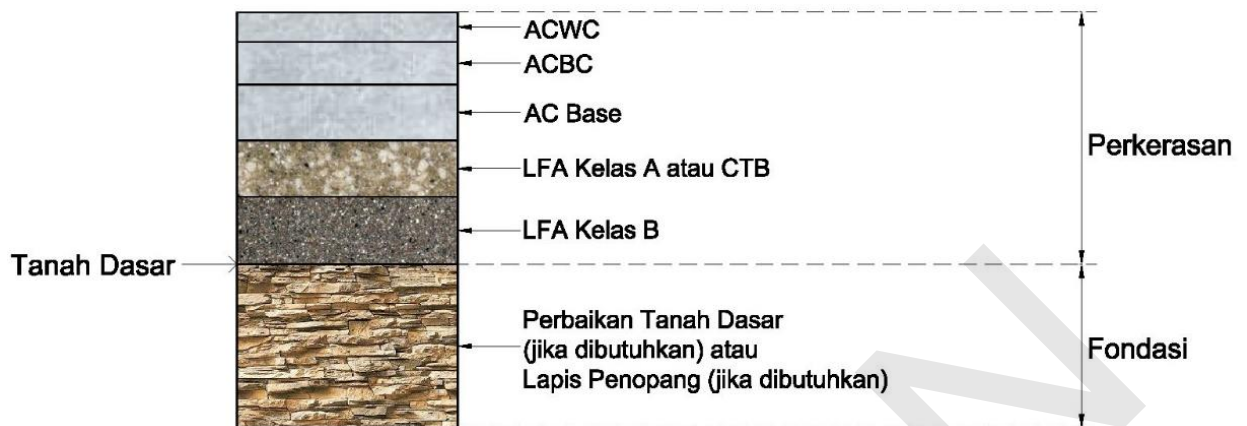 ACWC
ACBC
AC Base
LFA Kelas A atau CTB
LFA Kelas B
Perkerasan
Tanah Dasar
Perbaikan Tanah Dasar
(jika dibutuhkan) atau
Lapis Penopang (jika dibutuhkan)
Fondasi
N